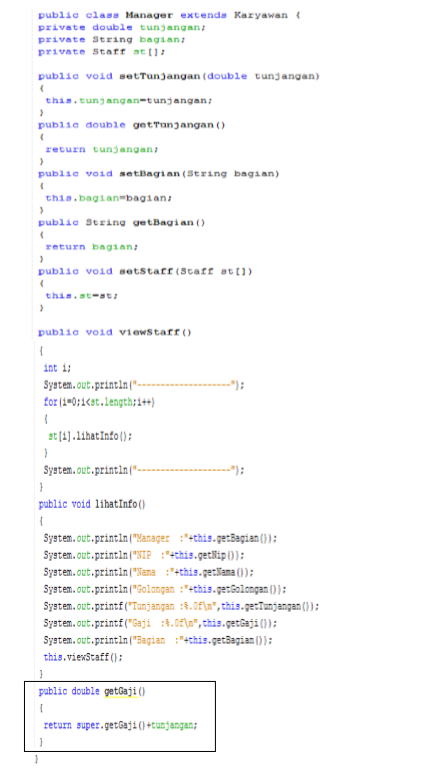 public class Manager extends Karyawan {
private double tunjangan;
private String bagian;
private Staff st[];
public void setTunjangan(double tunjangan)
{
this.tunjangan=tunjangan;
}
public double getTunjangan()
{
return tunjangan;
}
public void setBagian(String bagian)
{
this.bagian=bagian;
}
public String getBagian()
{
return bagian;
}
public void setStaff(Staff st[])
{
this.st=st;
}
public void viewStaff()
{
int i;
System.out.println("--------------------");
for(i=0;i<st.length;i++)
{
st[i].lihatInfo();
}
System.out.println("--------------------");
}
public void lihatInfo()
{
System.out.println("Manager :"+this.getBagian());
System.out.println("NIP :"+this.getNip());
System.out.println("Nama :"+this.getNama());
System.out.println("Golongan :"+this.getGolongan());
System.out.printf("Tunjangan :%.0f\n",this.getTunjangan());
System.out.printf("Gaji :%.0f\n",this.getGaji());
System.out.println("Bagian :"+this.getBagian());
this.viewStaff();
}
public double getGaji()
{
return super.getGaji()+tunjangan;
}
}